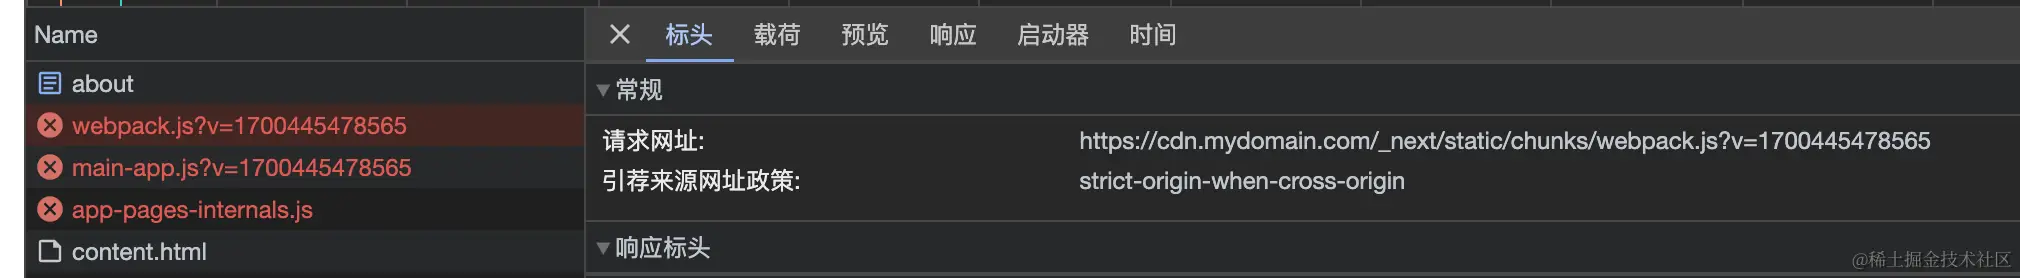 Name
about
webpack.js?v=1700445478565
main-app.js?v=1700445478565
app-pages-internals.js
content.html
标头 载荷 预览 响应 启动器 时间
常规
请求网址: https://cdn.mydomain.com/_next/static/chunks/webpack.js?v=1700445478565
引荐来源网址政策: strict-origin-when-cross-origin
响应标头
@稀土掘金技术社区